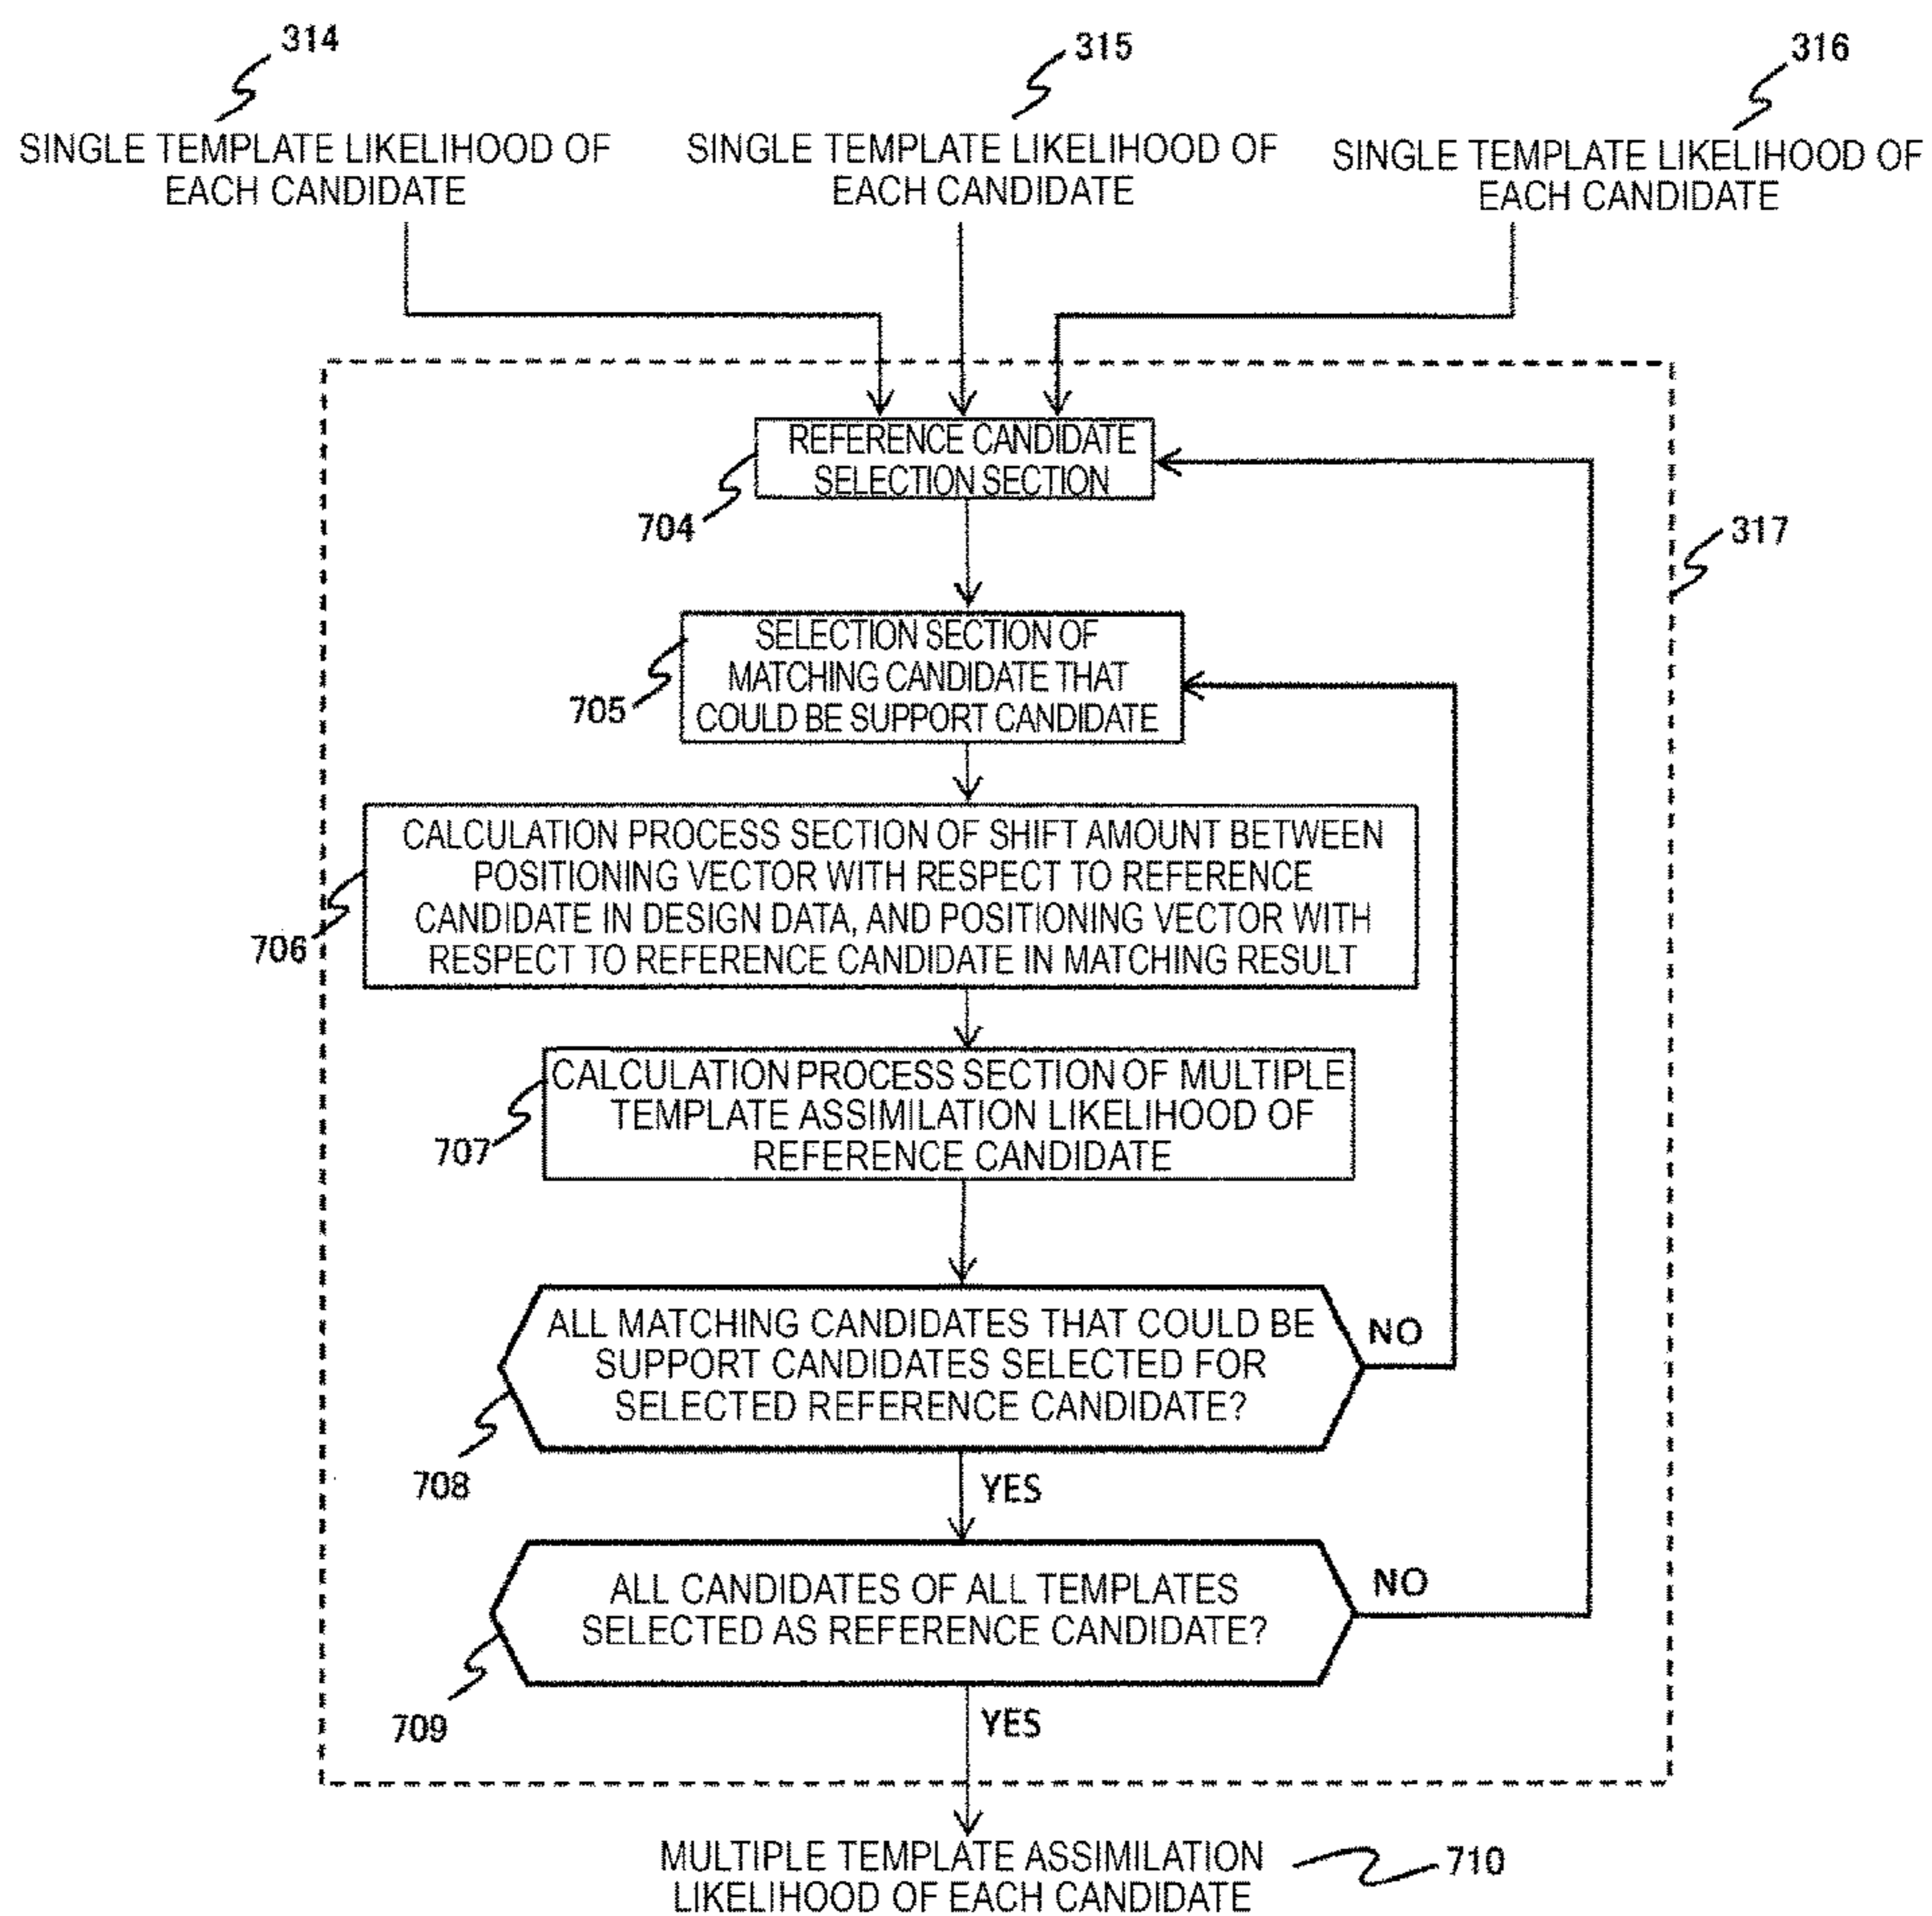 314
315
316
SINGLE TEMPLATE LIKELIHOOD OF
EACH CANDIDATE
SINGLE TEMPLATE LIKELIHOOD OF
EACH CANDIDATE
SINGLE TEMPLATE LIKELIHOOD OF
EACH CANDIDATE
REFERENCE CANDIDATE
SELECTION SECTION
704
317
SELECTION SECTION OF
MATCHING CANDIDATE THAT
COULD BE SUPPORT CANDIDATE
705
CALCULATION PROCESS SECTION OF SHIFT AMOUNT BETWEEN
POSITIONING VECTOR WITH RESPECT TO REFERENCE
CANDIDATE IN DESIGN DATA, AND POSITIONING VECTOR WITH
RESPECT TO REFERENCE CANDIDATE IN MATCHING RESULT
706
CALCULATION PROCESS SECTION OF MULTIPLE
TEMPLATE ASSIMILATION LIKELIHOOD OF
REFERENCE CANDIDATE
707
ALL MATCHING CANDIDATES THAT COULD BE
SUPPORT CANDIDATES SELECTED FOR
SELECTED REFERENCE CANDIDATE?
NO
708
YES
ALL CANDIDATES OF ALL TEMPLATES
SELECTED AS REFERENCE CANDIDATE?
NO
709
YES
MULTIPLE TEMPLATE ASSIMILATION
LIKELIHOOD OF EACH CANDIDATE
710